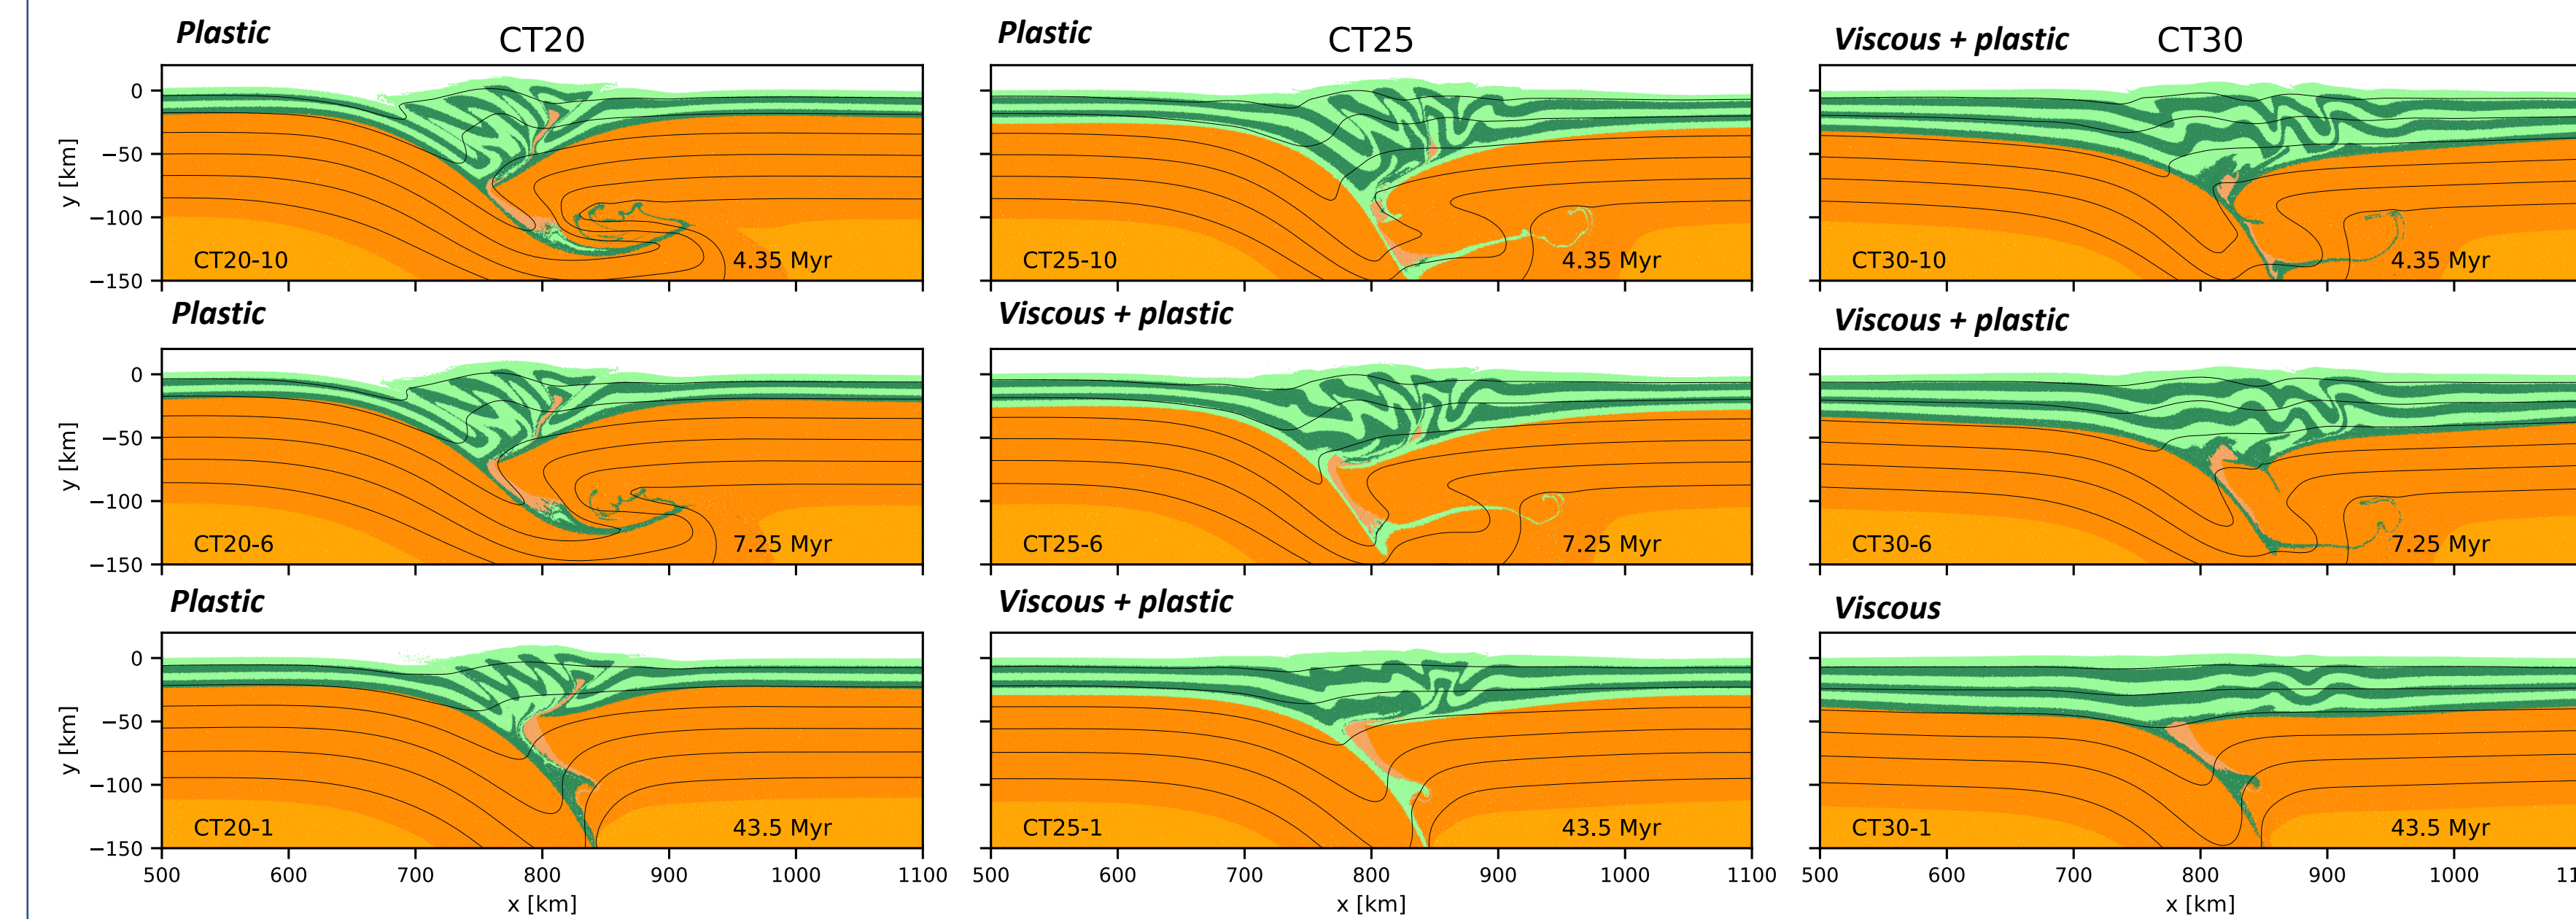 Plastic CT20 Plastic CT25 Viscous + plastic CT30
0
−50
−100
−150
y [km]
CT20-10 4.35 Myr CT25-10 4.35 Myr CT30-10 4.35 Myr
Plastic Viscous + plastic Viscous + plastic
0
−50
−100
−150
y [km]
CT20-6 7.25 Myr CT25-6 7.25 Myr CT30-6 7.25 Myr
Plastic Viscous + plastic Viscous
0
−50
−100
−150
y [km]
CT20-1 43.5 Myr CT25-1 43.5 Myr CT30-1 43.5 Myr
500 600 700 800 900 1000 1100 500 600 700 800 900 1000 1100 500 600 700 800 900 1000
x [km] x [km] x [km]